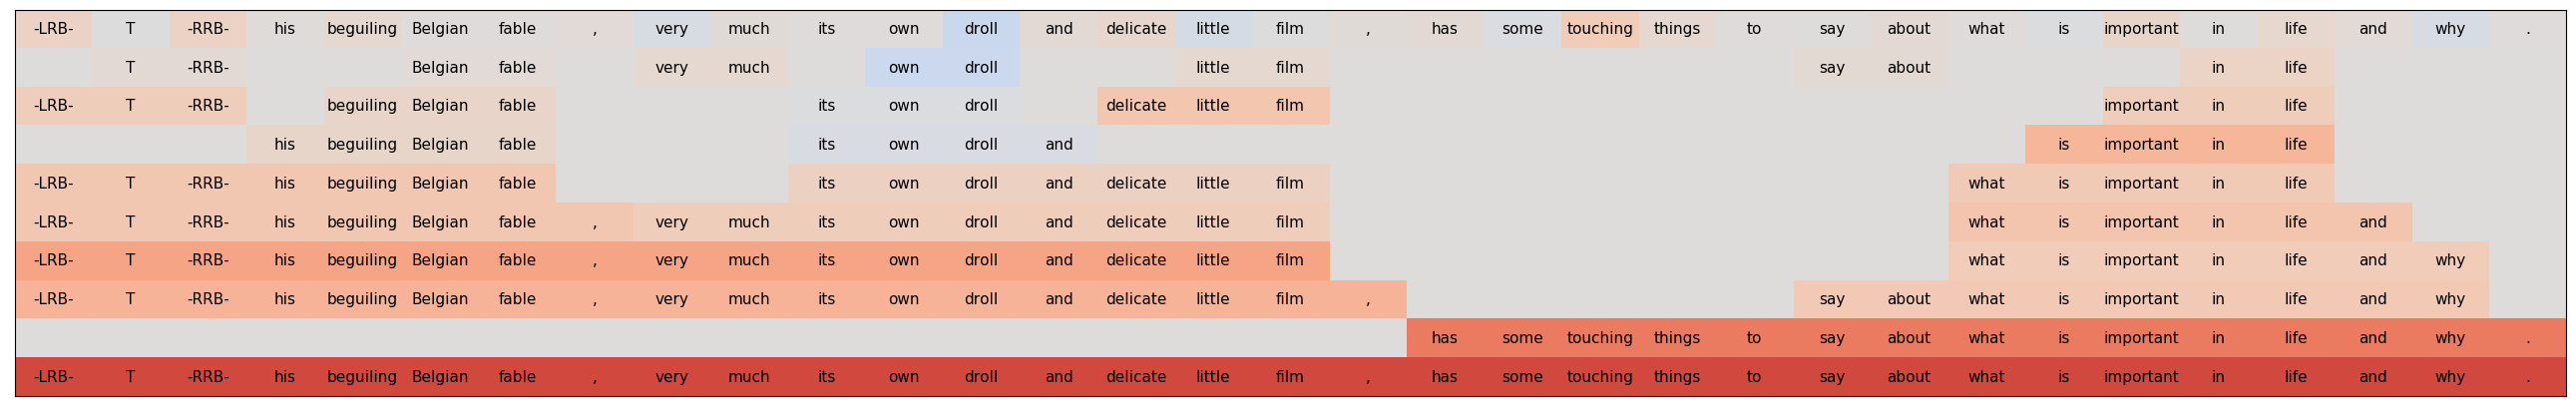 -LRB- T -RRB- his beguiling Belgian fable , very much its own droll and delicate little film , has some touching things to say about what is important in life and why .
T -RRB- Belgian fable very much own droll little film say about in life
-LRB- T -RRB- beguiling Belgian fable its own droll delicate little film important in life
his beguiling Belgian fable its own droll and is important in life
-LRB- T -RRB- his beguiling Belgian fable its own droll and delicate little film what is important in life
-LRB- T -RRB- his beguiling Belgian fable , very much its own droll and delicate little film what is important in life and
-LRB- T -RRB- his beguiling Belgian fable , very much its own droll and delicate little film what is important in life and why
-LRB- T -RRB- his beguiling Belgian fable , very much its own droll and delicate little film , say about what is important in life and why
has some touching things to say about what is important in life and why .
-LRB- T -RRB- his beguiling Belgian fable , very much its own droll and delicate little film , has some touching things to say about what is important in life and why .